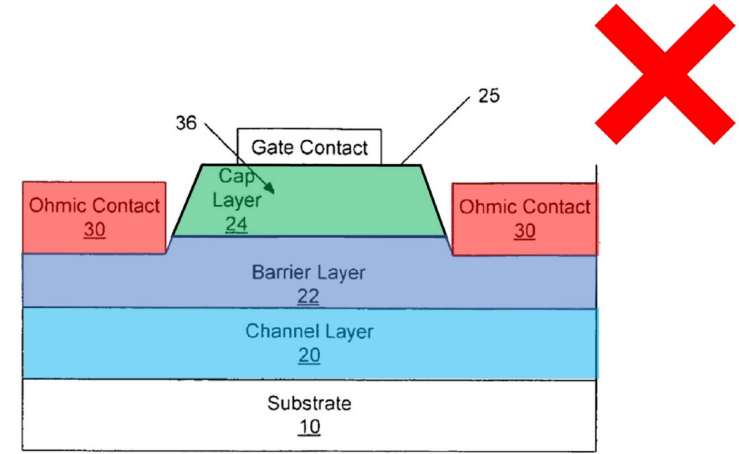 25
36
Gate Contact
Cap
Layer
24
Ohmic Contact
30
Ohmic Contact
30
Barrier Layer
22
Channel Layer
20
Substrate
10